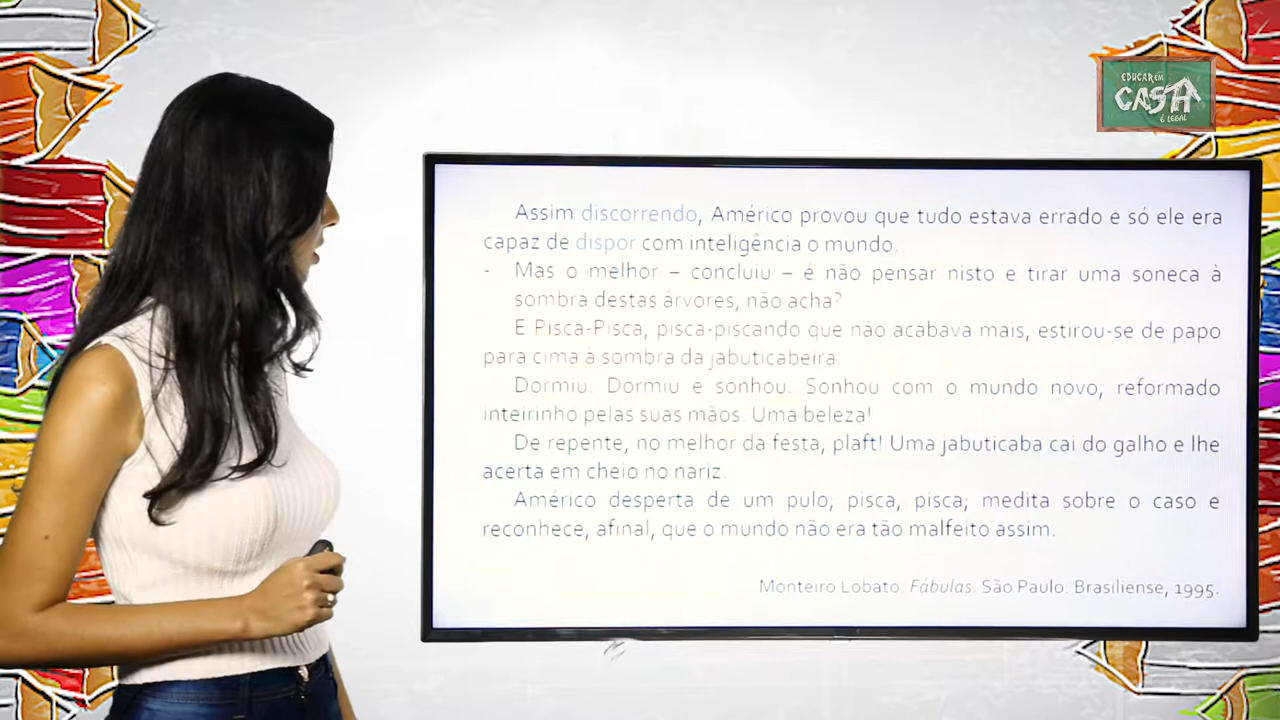 EDUCAR EM
CASA
É LEGAL
Assim discorrendo, Américo provou que tudo estava errado e só ele era
capaz de dispor com inteligência o mundo.
- Mas o melhor – concluiu – é não pensar nisto e tirar uma soneca à
sombra destas árvores, não acha?
E Pisca-Pisca, pisca-piscando que não acabava mais, estirou-se de papo
para cima à sombra da jabuticabeira.
Dormiu. Dormiu e sonhou. Sonhou com o mundo novo, reformado
inteirinho pelas suas mãos. Uma beleza!
De repente, no melhor da festa, plaft! Uma jabuticaba cai do galho e lhe
acerta em cheio no nariz.
Américo desperta de um pulo; pisca, pisca; medita sobre o caso e
reconhece, afinal, que o mundo não era tão malfeito assim.
Monteiro Lobato. Fábulas. São Paulo: Brasiliense, 1995.